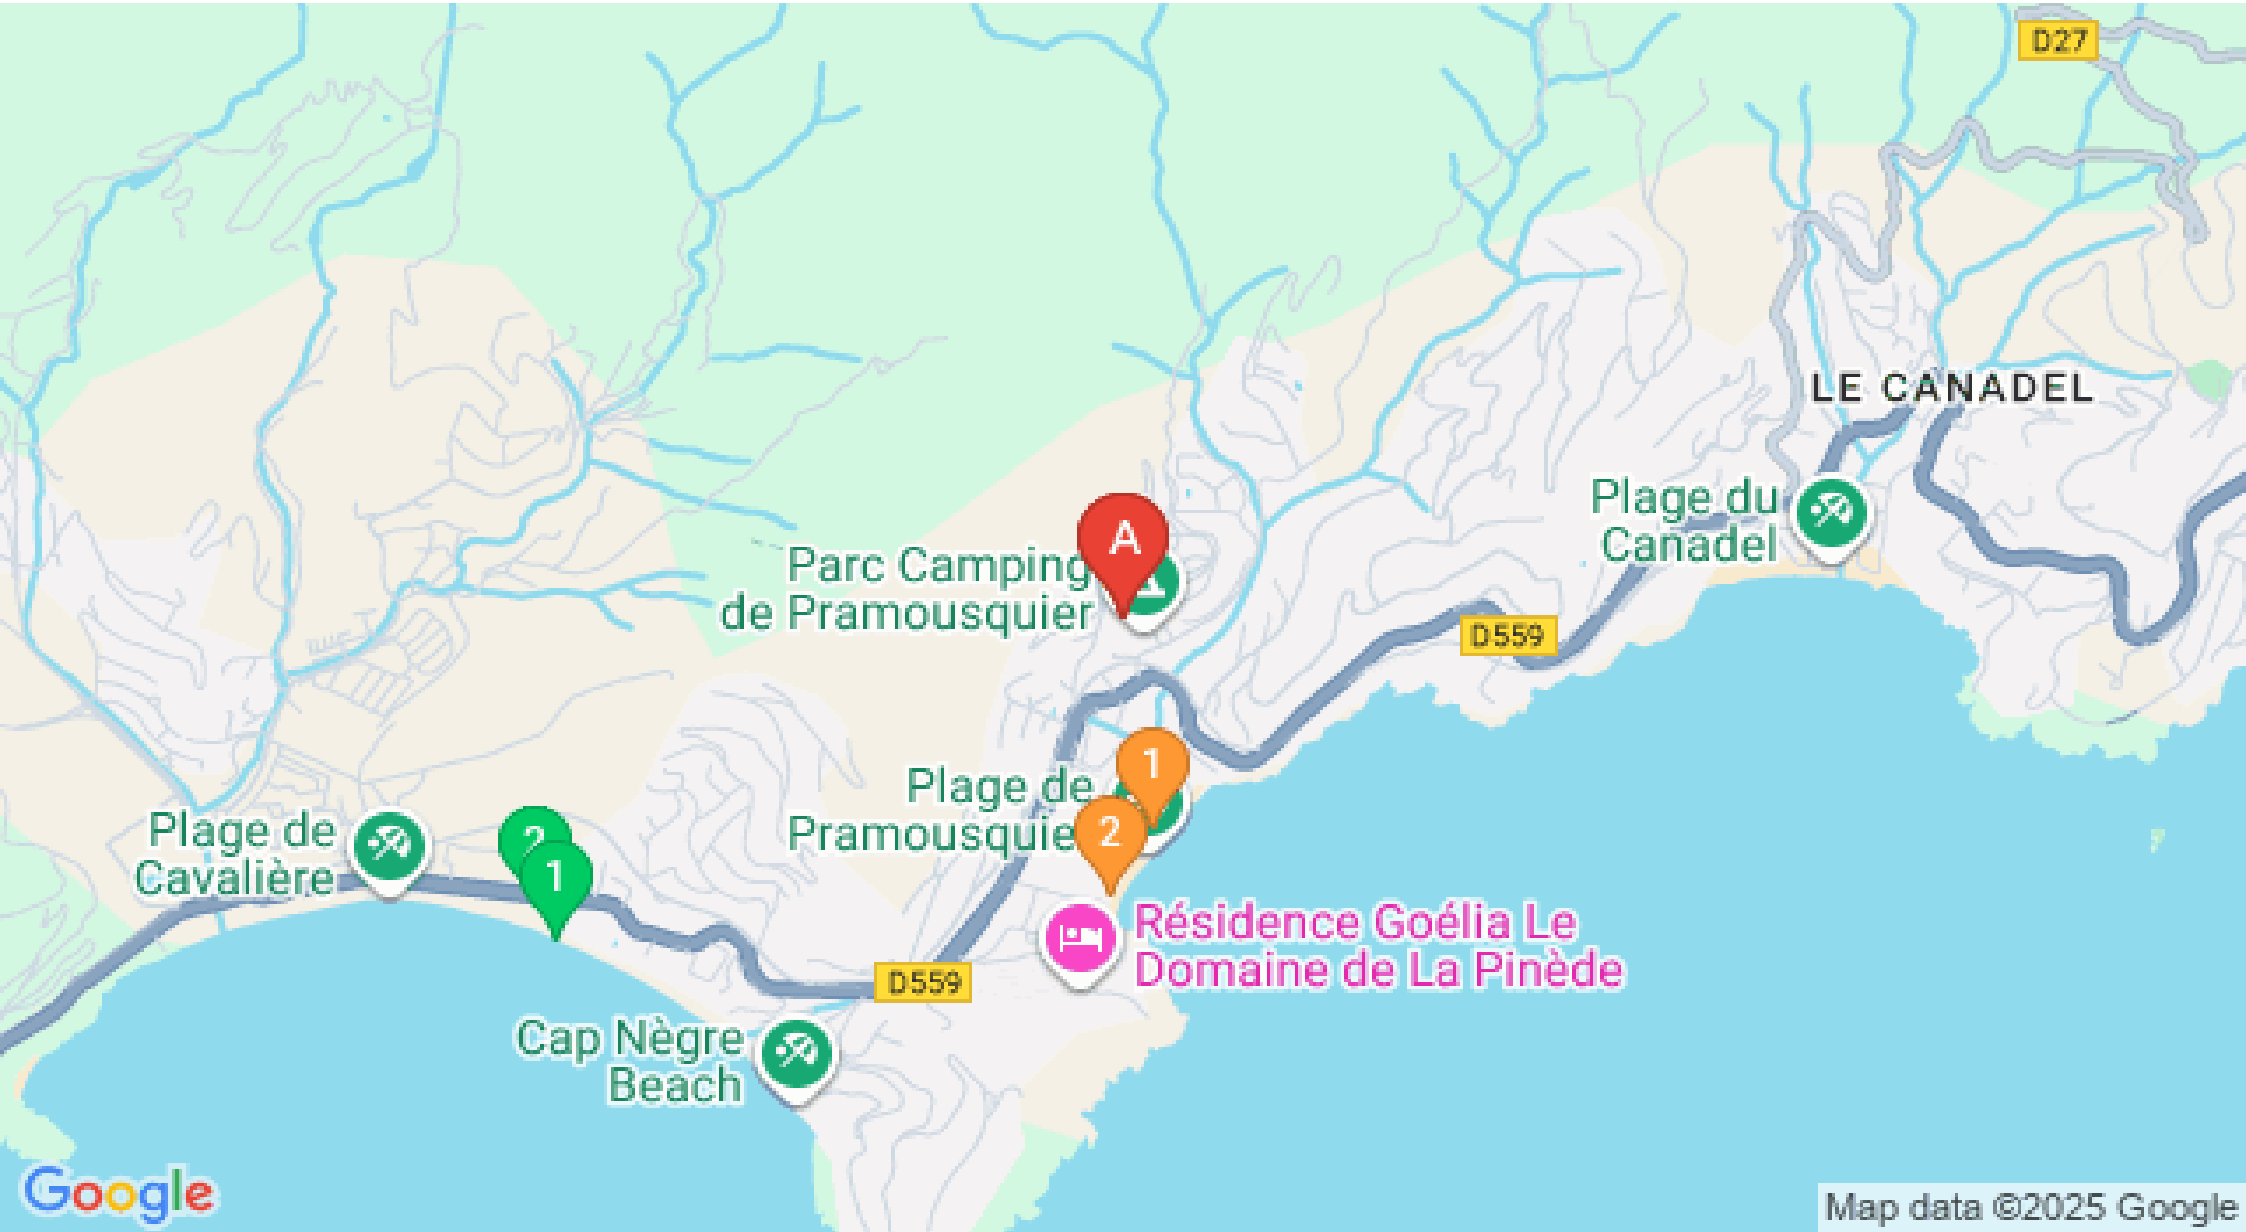 D27
LE CANADEL
Plage du
Canadel
A
Parc Camping
de Pramousquier
D559
1
Plage de
Pramousquie
2
Plage de
Cavalière
2
1
Résidence Goélia Le
Domaine de La Pinède
D559
Cap Nègre
Beach
Google
Map data ©2025 Google